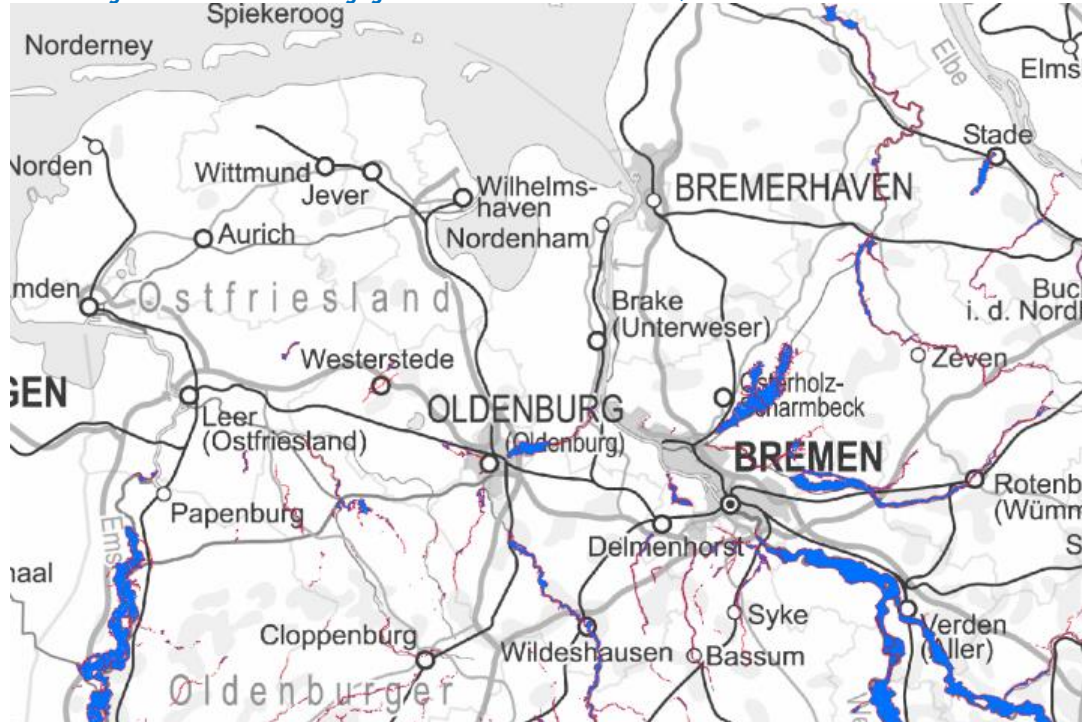 Spiekeroog
Norderney
Elbe
Elms
Stade
Norden
Wittmund
Jever
Wilhelms-
haven
BREMERHAVEN
Aurich
Nordenham
mden
Ostfriesland
Brake
(Unterweser)
Buc
i. d. Nord
Westerstede
Zeven
GEN
Leer
(Ostfriesland)
OLDENBURG
(Oldenburg)
Osterholz-
Scharmbeck
BREMEN
Papenburg
Rotenb
(Wümm
Ems
Delmenhorst
S
naal
Syke
Verden
(Aller)
Cloppenburg
Wildeshausen
Bassum
Oldenburger
We